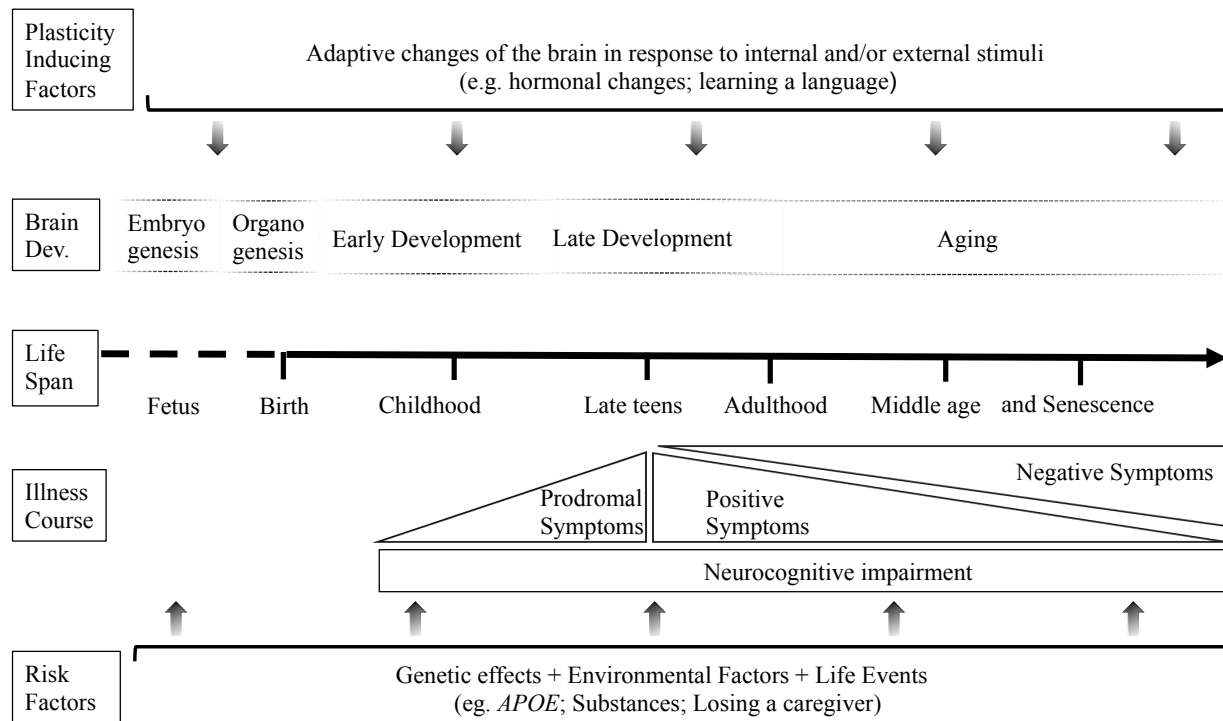 Plasticity
Inducing
Factors
Adaptive changes of the brain in response to internal and/or external stimuli
(e.g. hormonal changes; learning a language)
Brain
Dev.
Embryo
genesis
Organo
genesis
Early Development
Late Development
Aging
Life
Span
Fetus
Birth
Childhood
Late teens
Adulthood
Middle age
and Senescence
Illness
Course
Prodromal
Symptoms
Positive
Symptoms
Negative Symptoms
Neurocognitive impairment
Risk
Factors
Genetic effects + Environmental Factors + Life Events
(eg. APOE; Substances; Losing a caregiver)